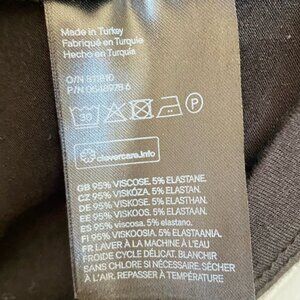 Made in Turkey
Fabriqué en Turquie
Hecho en Turquía
30
P
clevercare.info
GB 95% VISCOSE. 5% ELASTANE.
CZ 95% VISKÓZA. 5% ELASTAN.
DE 95% VISKOSE. 5% ELASTHAN.
EE 95% VISKOOS. 5% ELASTAAN.
ES 95% viscosa. 5% elastano.
FI 95% VISKOOSIA. 5% ELASTAANIA.
FR LAVER À LA MACHINE À L'EAU
FROIDE CYCLE DÉLICAT. BLANCHIR
SANS CHLORE SI NÉCESSAIRE. SÉCHER
À L'AIR. REPASSER À TEMPÉRATURE